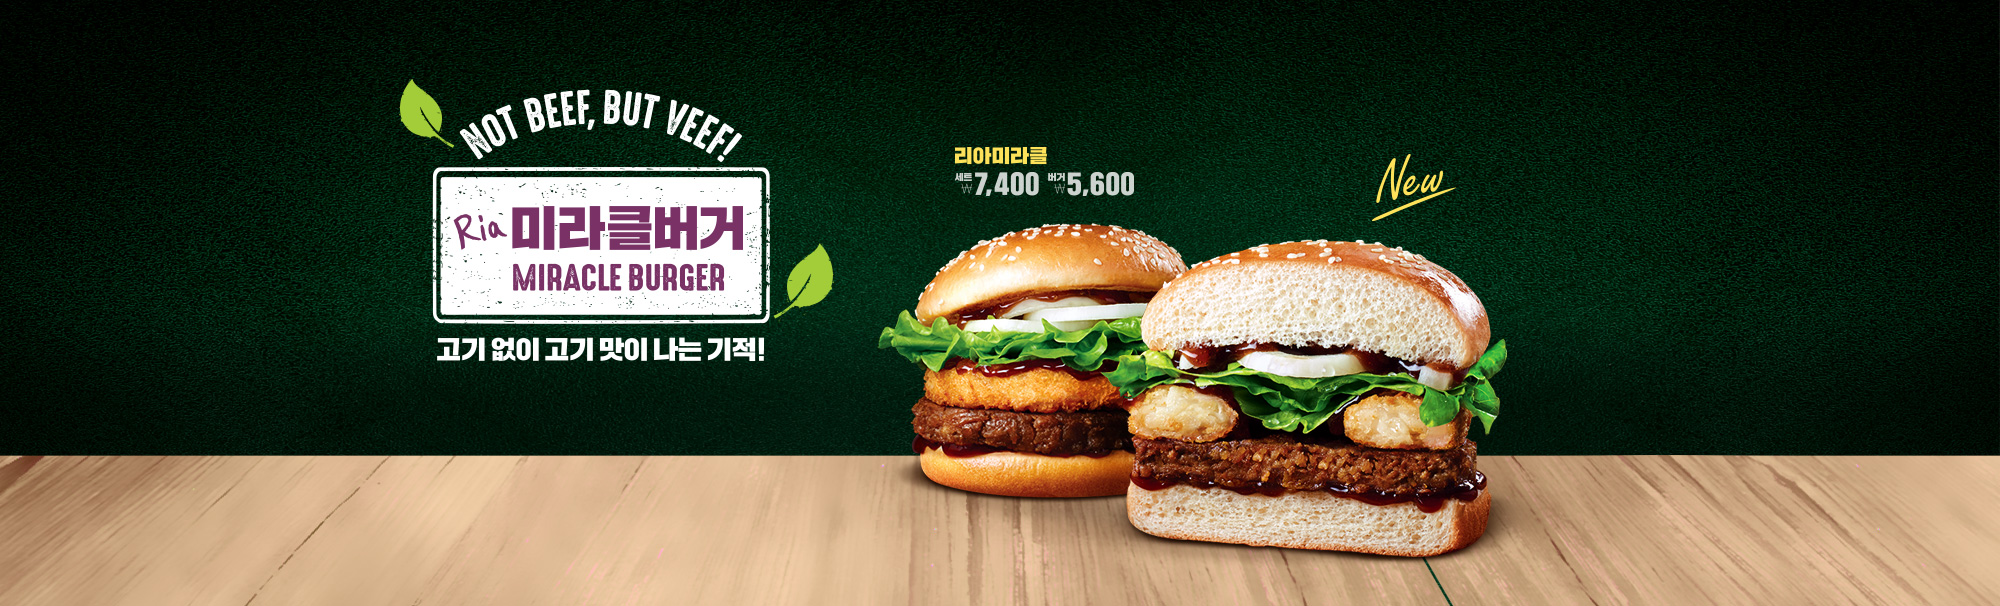 NOT BEEF, BUT VEEF!
Ria 미라클버거
MIRACLE BURGER
고기 없이 고기 맛이 나는 기적!
리아미라클
세트 ₩7,400 버거 ₩5,600
New